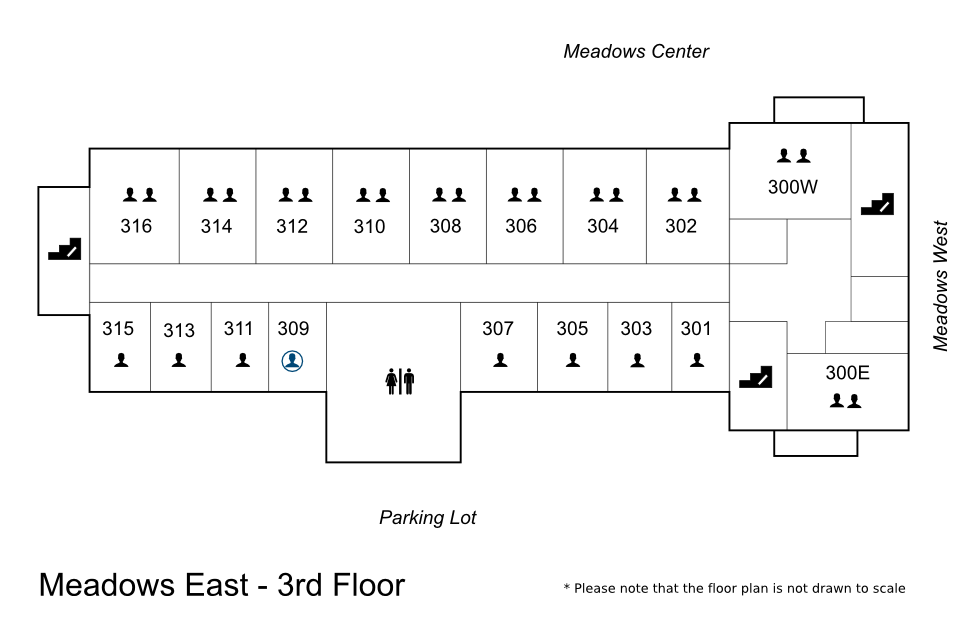 Meadows Center
300W
316 314 312 310 308 306 304 302
Meadows West
315 313 311 309 307 305 303 301
300E
Parking Lot
Meadows East - 3rd Floor
* Please note that the floor plan is not drawn to scale